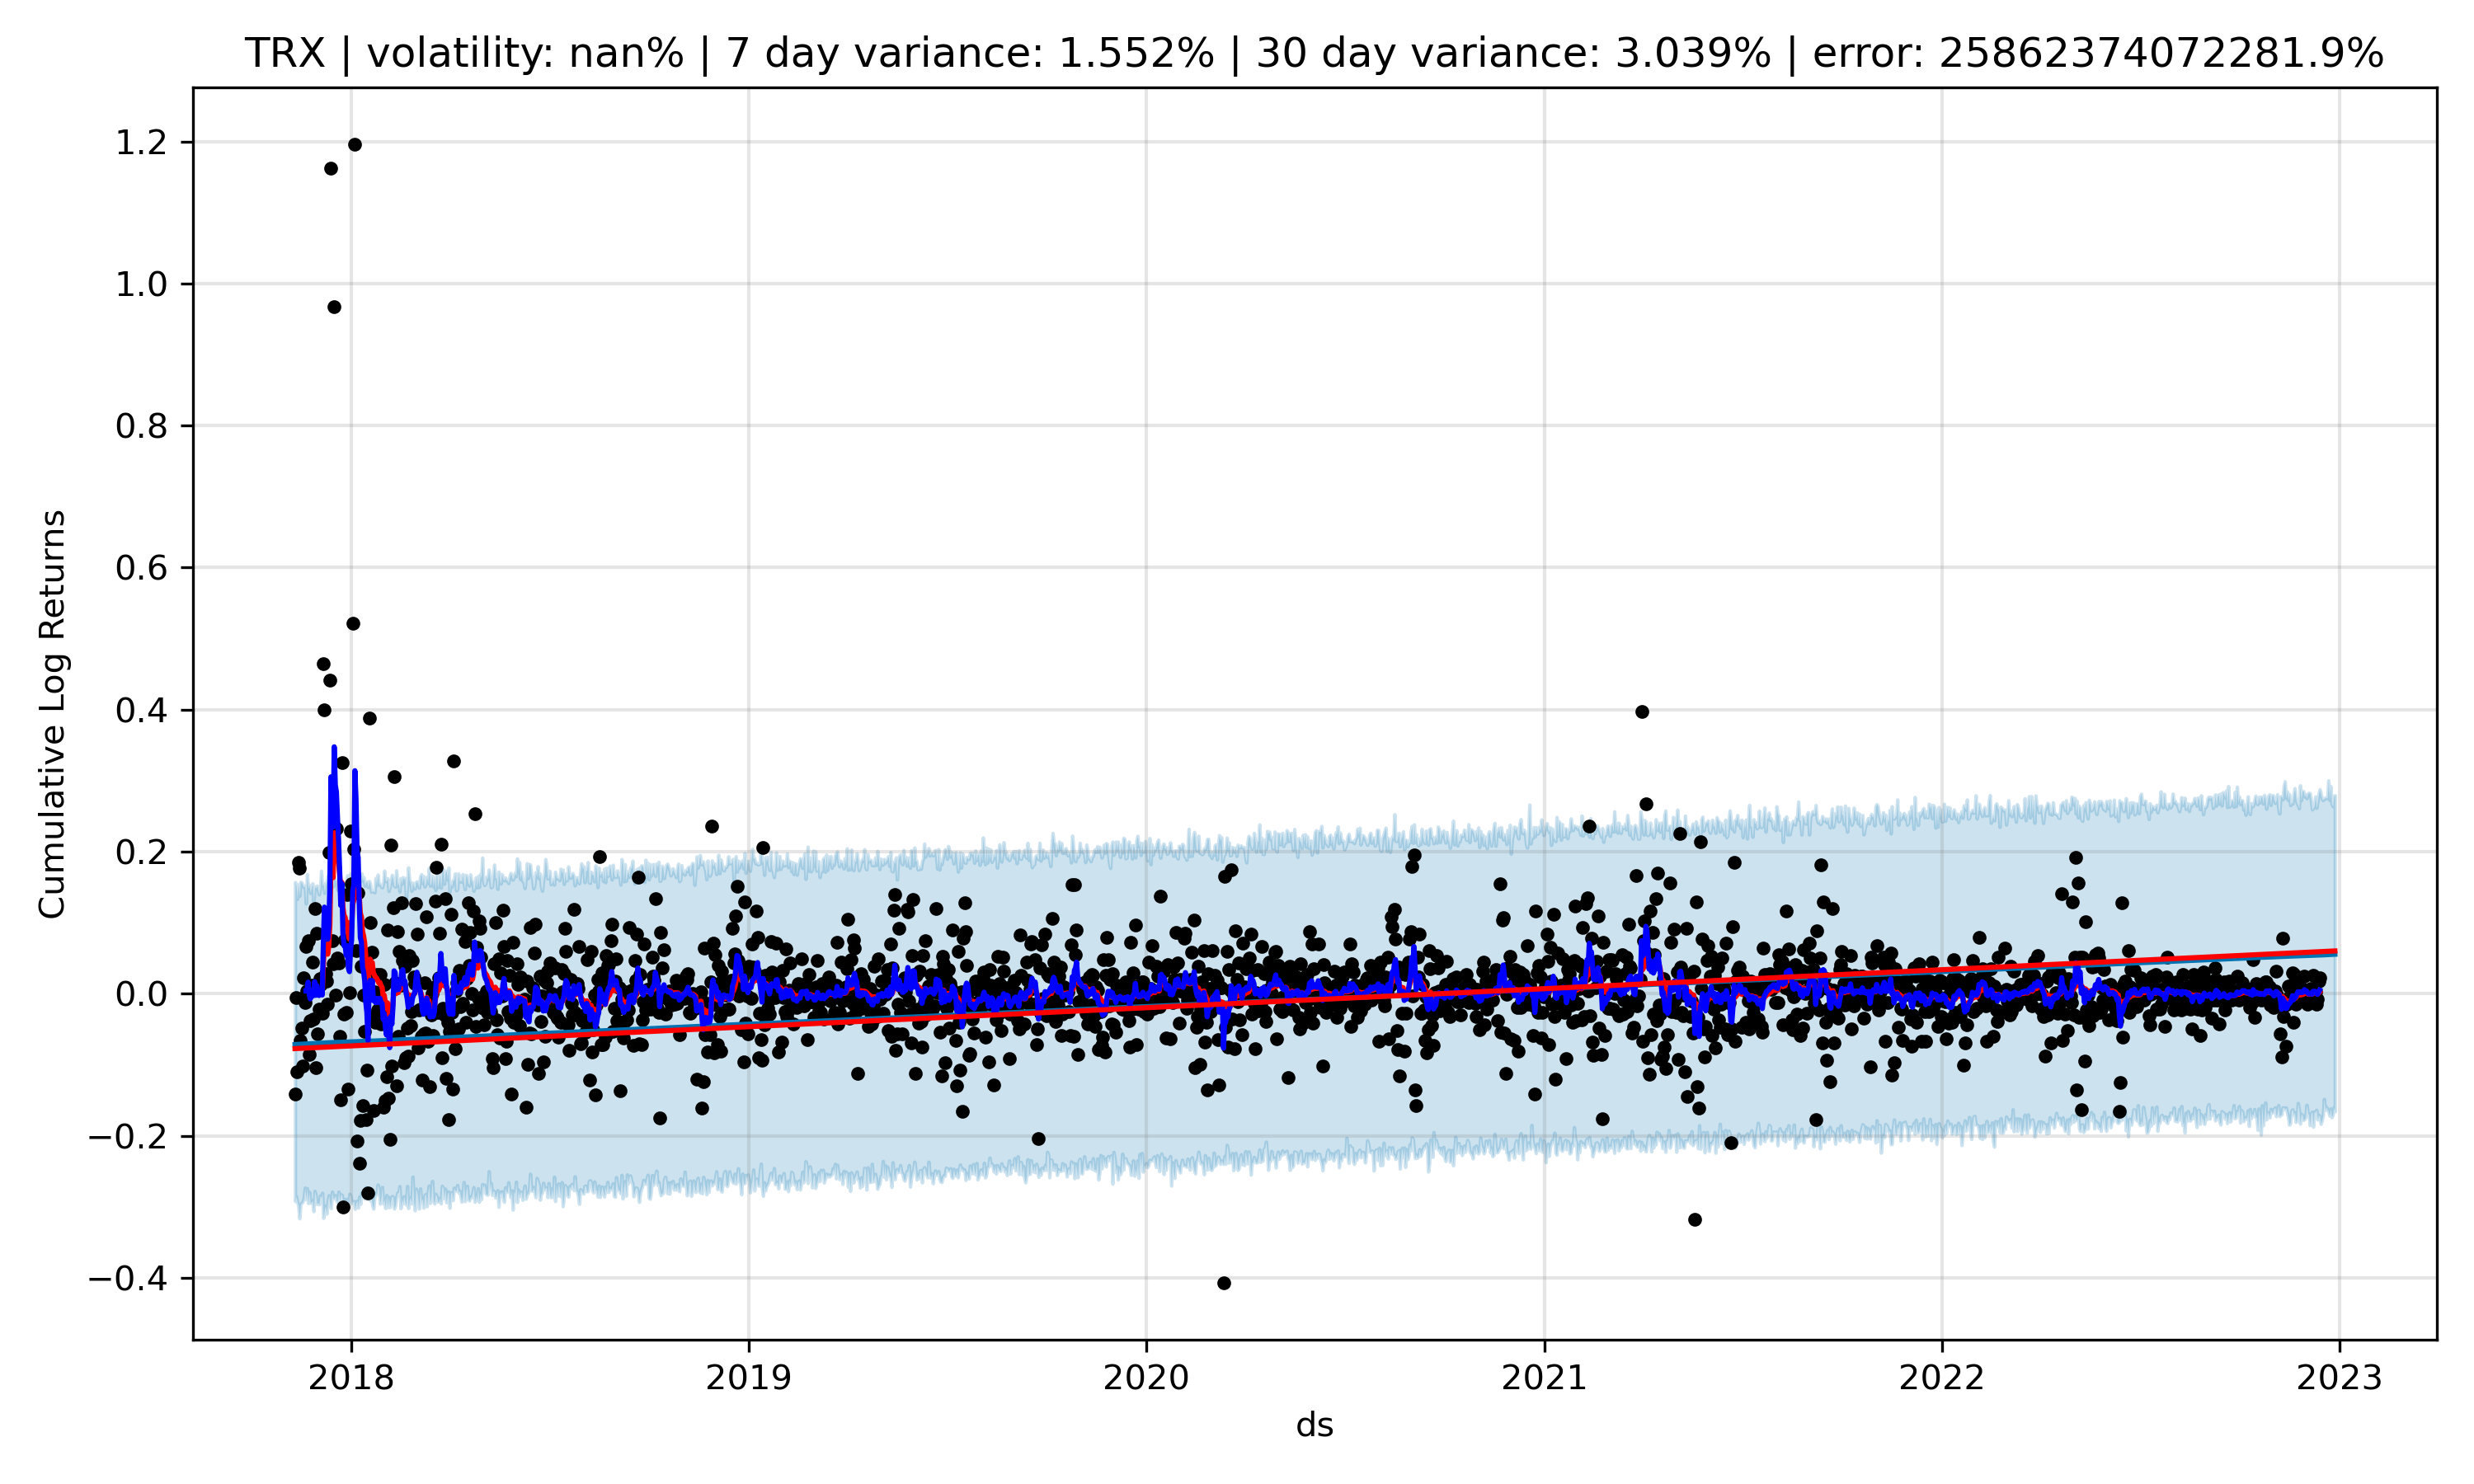 TRX | volatility: nan% | 7 day variance: 1.552% | 30 day variance: 3.039% | error: 25862374072281.9%
Cumulative Log Returns
1.2
1.0
0.8
0.6
0.4
0.2
0.0
−0.2
−0.4
2018 2019 2020 2021 2022 2023
ds